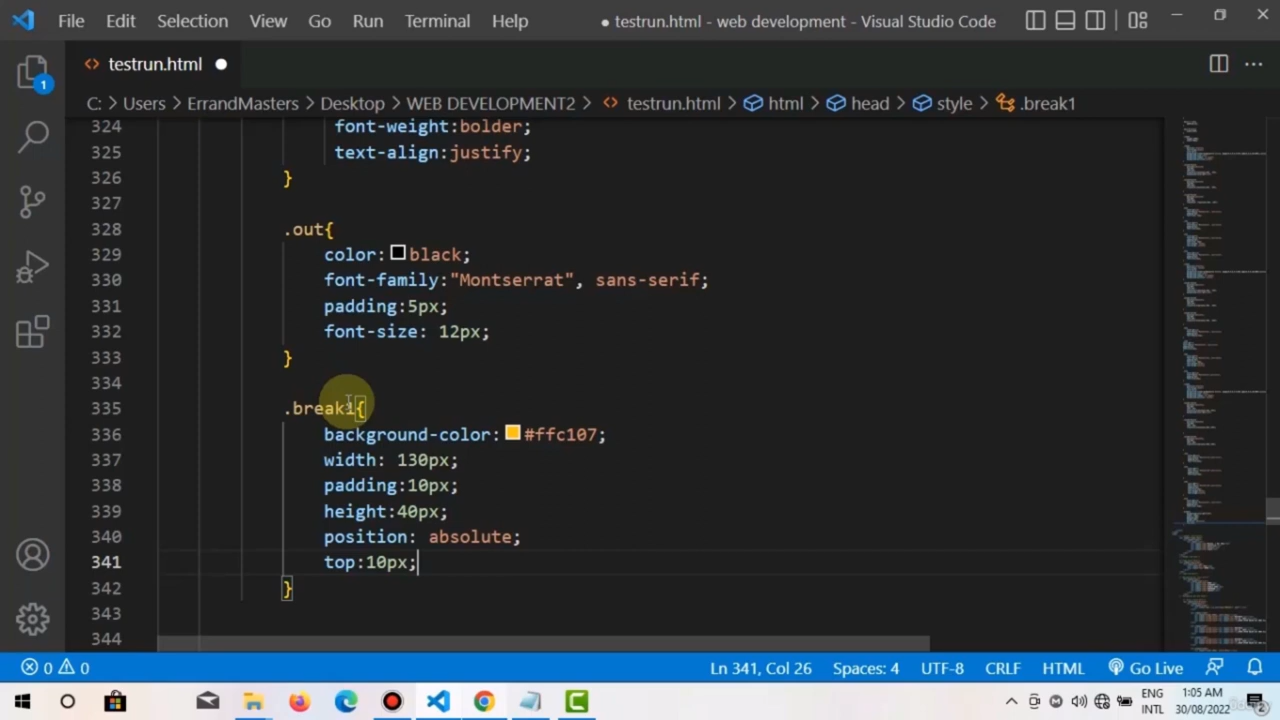 File Edit Selection View Go Run Terminal Help ● testrun.html - web development - Visual Studio Code
<> testrun.html ●
C: > Users > ErrandMasters > Desktop > WEB DEVELOPMENT2 > <> testrun.html > html > head > style > .break1
1
324 font-weight:bolder;
325 text-align:justify;
326 }
327
328 .out{
329 color:black;
330 font-family:"Montserrat", sans-serif;
331 padding:5px;
332 font-size: 12px;
333 }
334
335 .break1{
336 background-color:#ffc107;
337 width: 130px;
338 padding:10px;
339 height:40px;
340 position: absolute;
341 top:10px;
342 }
343
344
0 0 Ln 341, Col 26 Spaces: 4 UTF-8 CRLF HTML Go Live
ENG 1:05 AM
INTL 30/08/2022
2